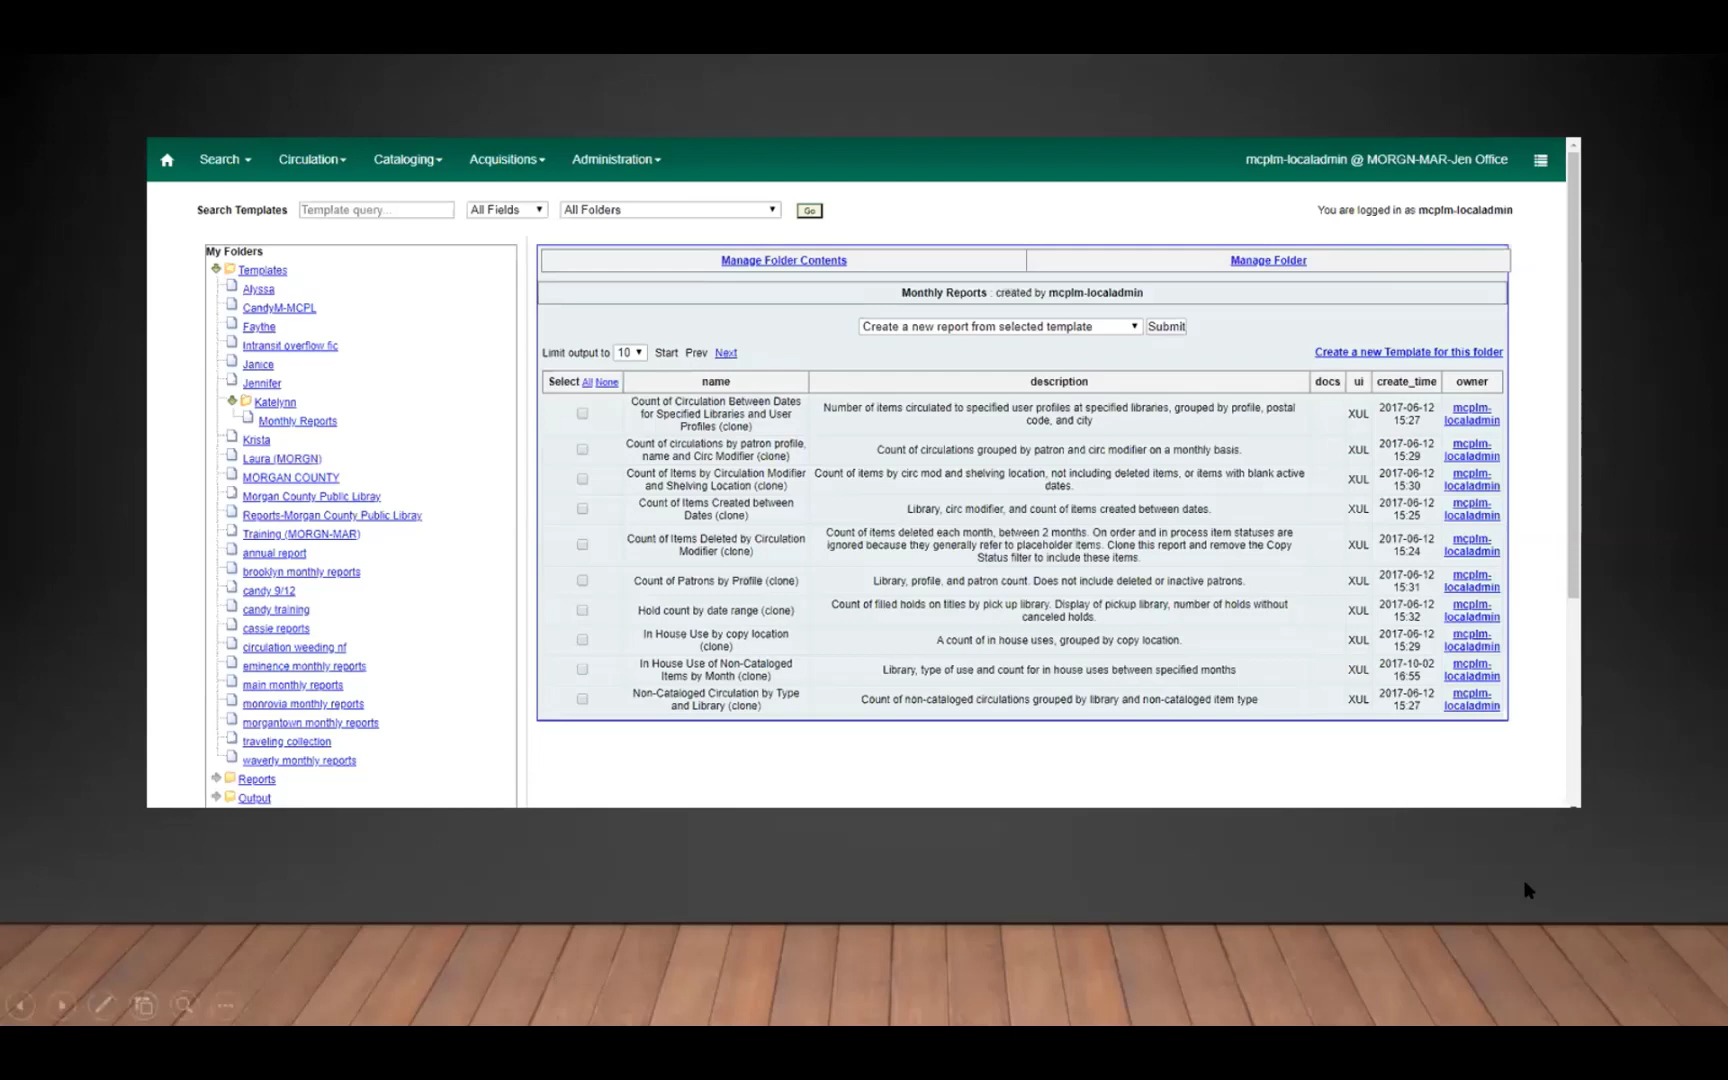 Search Circulation Cataloging Acquisitions Administration mcplm-localadmin @ MORGN-MAR-Jen Office
Search Templates Template query... All Fields All Folders Go You are logged in as mcplm-localadmin
My Folders
Templates
Alyssa
CandyM-MCPL
Faythe
Intransit overflow fic
Janice
Jennifer
Katelynn
Monthly Reports
Krista
Laura (MORGN)
MORGAN COUNTY
Morgan County Public Libray
Reports-Morgan County Public Libray
Training (MORGN-MAR)
annual report
brooklyn monthly reports
candy 9/12
candy training
cassie reports
circulation weeding nf
eminence monthly reports
main monthly reports
monrovia monthly reports
morgantown monthly reports
traveling collection
waverly monthly reports
Reports
Output
Manage Folder Contents Manage Folder
Monthly Reports : created by mcplm-localadmin
Create a new report from selected template Submit
Limit output to 10 Start Prev Next Create a new Template for this folder
Select All None name description docs ui create_time owner
Count of Circulation Between Dates
for Specified Libraries and User
Profiles (clone)
Number of items circulated to specified user profiles at specified libraries, grouped by profile, postal
code, and city
XUL
2017-06-12
15:27
mcplm-
localadmin
Count of circulations by patron profile,
name and Circ Modifier (clone)
Count of circulations grouped by patron and circ modifier on a monthly basis.
XUL
2017-06-12
15:29
mcplm-
localadmin
Count of Items by Circulation Modifier
and Shelving Location (clone)
Count of items by circ mod and shelving location, not including deleted items, or items with blank active
dates.
XUL
2017-06-12
15:30
mcplm-
localadmin
Count of Items Created between
Dates (clone)
Library, circ modifier, and count of items created between dates.
XUL
2017-06-12
15:25
mcplm-
localadmin
Count of Items Deleted by Circulation
Modifier (clone)
Count of items deleted each month, between 2 months. On order and in process item statuses are
ignored because they generally refer to placeholder items. Clone this report and remove the Copy
Status filter to include these items.
XUL
2017-06-12
15:24
mcplm-
localadmin
Count of Patrons by Profile (clone)
Library, profile, and patron count. Does not include deleted or inactive patrons.
XUL
2017-06-12
15:31
mcplm-
localadmin
Hold count by date range (clone)
Count of filled holds on titles by pick up library. Display of pickup library, number of holds without
canceled holds.
XUL
2017-06-12
15:32
mcplm-
localadmin
In House Use by copy location
(clone)
A count of in house uses, grouped by copy location.
XUL
2017-06-12
15:29
mcplm-
localadmin
In House Use of Non-Cataloged
Items by Month (clone)
Library, type of use and count for in house uses between specified months
XUL
2017-10-02
16:55
mcplm-
localadmin
Non-Cataloged Circulation by Type
and Library (clone)
Count of non-cataloged circulations grouped by library and non-cataloged item type
XUL
2017-06-12
15:27
mcplm-
localadmin